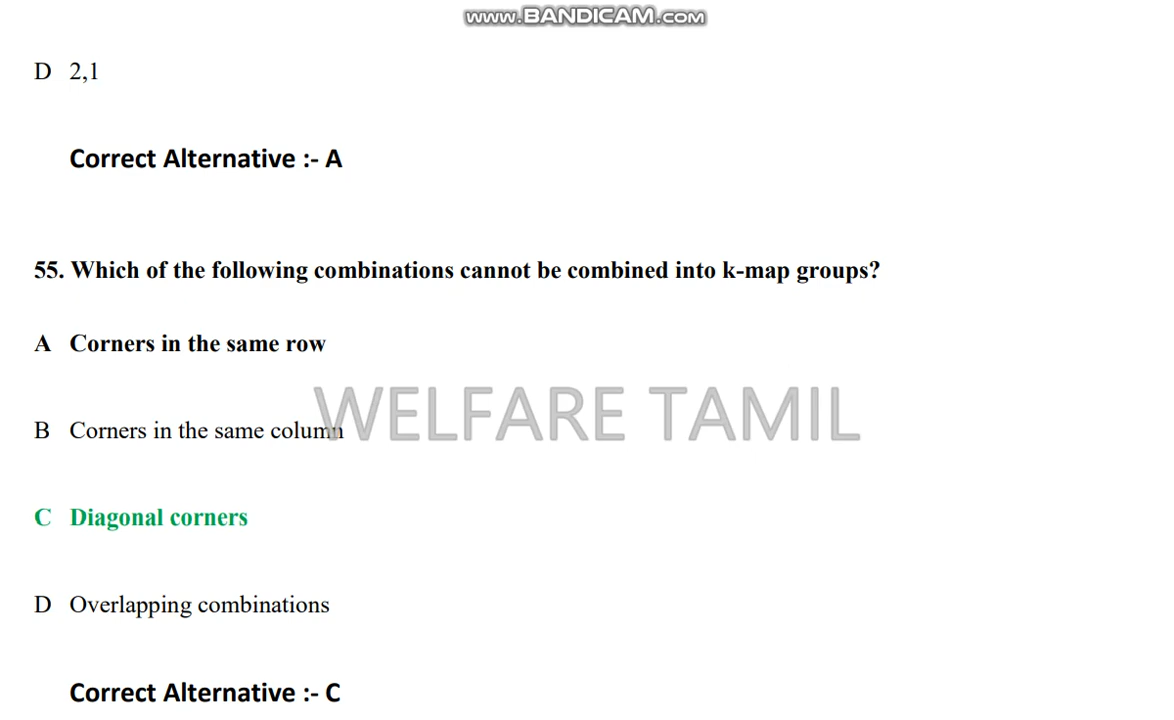 www.BANDICAM.COM
D 2,1
Correct Alternative :- A
55. Which of the following combinations cannot be combined into k-map groups?
A Corners in the same row
WELFARE TAMIL
B Corners in the same column
C Diagonal corners
D Overlapping combinations
Correct Alternative :- C